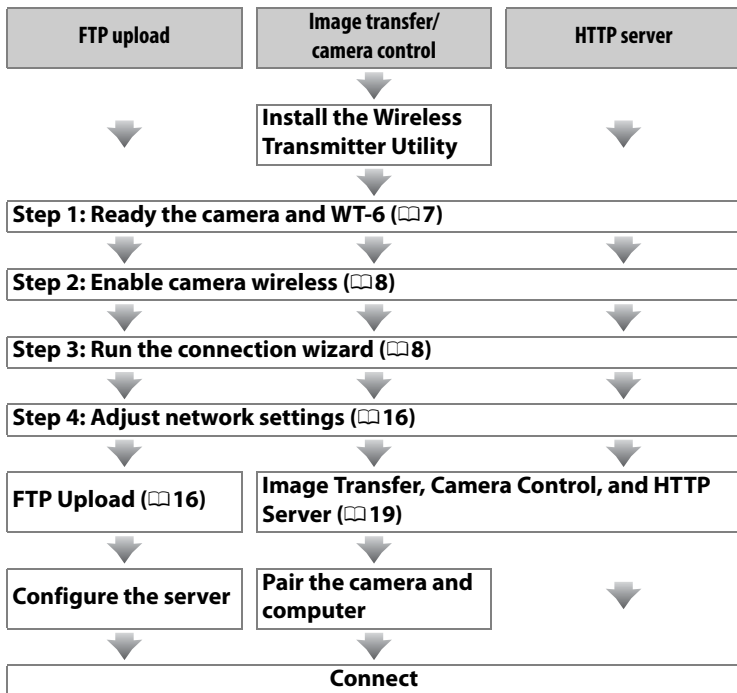 FTP upload
Image transfer/
camera control
HTTP server
Install the Wireless
Transmitter Utility
Step 1: Ready the camera and WT-6 (📖7)
Step 2: Enable camera wireless (📖8)
Step 3: Run the connection wizard (📖8)
Step 4: Adjust network settings (📖16)
FTP Upload (📖16)
Image Transfer, Camera Control, and HTTP
Server (📖19)
Configure the server
Pair the camera and
computer
Connect